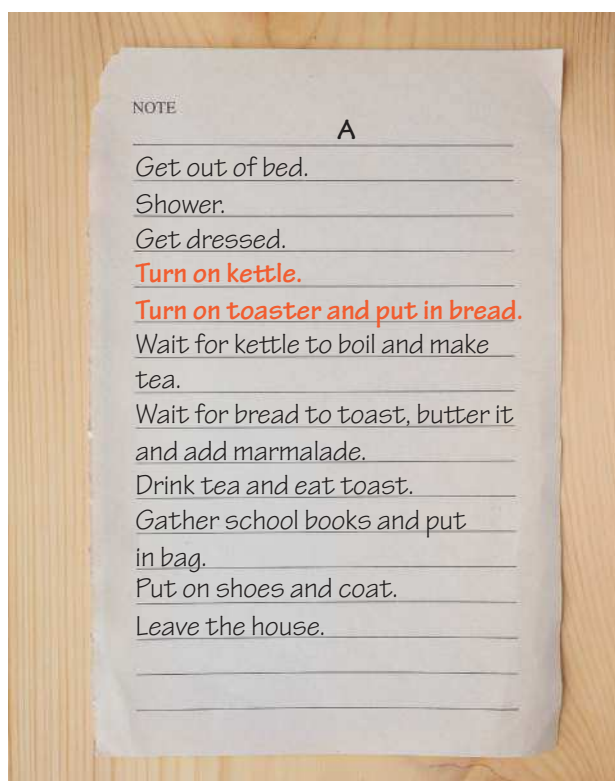 NOTE
A
Get out of bed.
Shower.
Get dressed.
Turn on kettle.
Turn on toaster and put in bread.
Wait for kettle to boil and make
tea.
Wait for bread to toast, butter it
and add marmalade.
Drink tea and eat toast.
Gather school books and put
in bag.
Put on shoes and coat.
Leave the house.